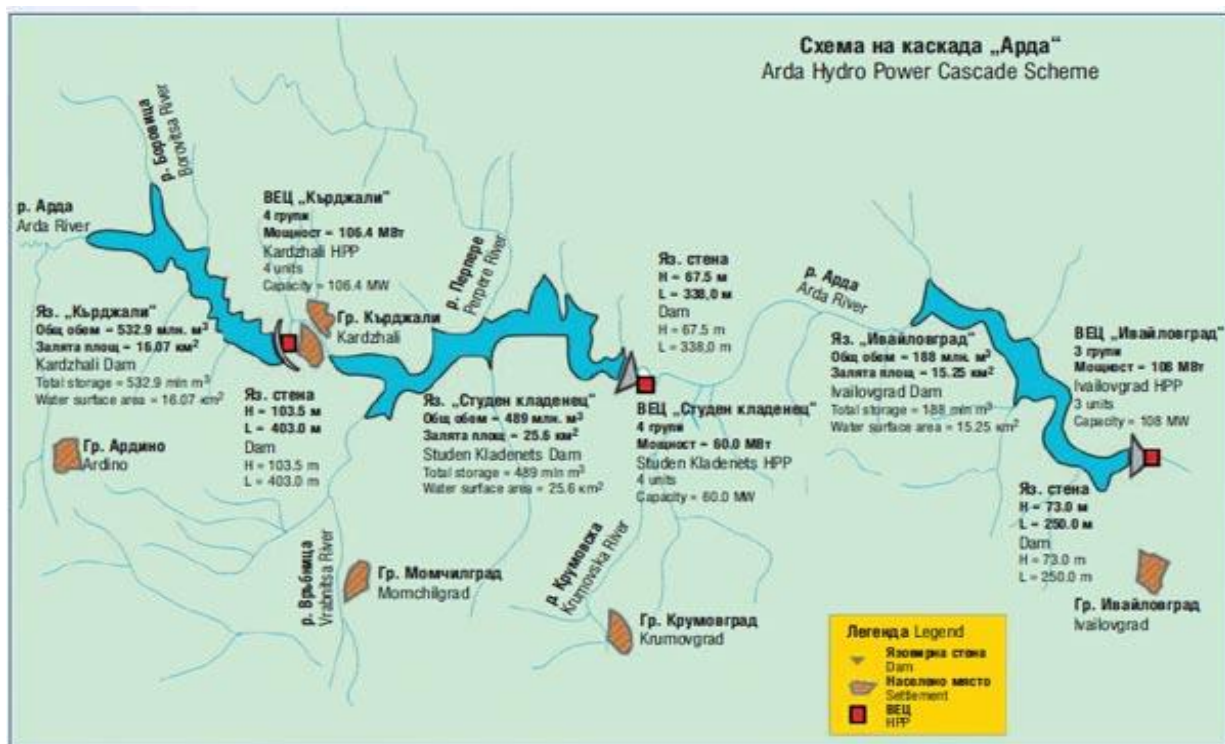 Схема на каскада „Арда“
Arda Hydro Power Cascade Scheme
р. Боровица
Borovitsa River
р. Арда
Arda River
ВЕЦ „Кърджали“
4 групи
Мощност = 106.4 МВт
Kardzhali HPP
4 units
Capacity = 106.4 MW
Яз. „Кърджали“
Общ обем = 532.9 млн. м³
Залята площ = 16.07 км²
Kardzhali Dam
Total storage = 532.9 mln m³
Water surface area = 16.07 км²
Гр. Кърджали
Kardzhali
Яз. стена
H = 103.5 м
L = 403.0 м
Dam
H = 103.5 m
L = 403.0 m
Гр. Ардино
Ardino
р. Перпере
Perpere River
Яз. „Студен кладенец“
Общ обем = 489 млн. м³
Залята площ = 25.6 км²
Studen Kladenets Dam
Total storage = 489 mln m³
Water surface area = 25.6 км²
Яз. стена
H = 67.5 м
L = 338,0 м
Dam
H = 67.5 m
L = 338,0 m
ВЕЦ „Студен кладенец“
4 групи
Мощност = 60.0 МВт
Studen Kladenets HPP
4 units
Capacity = 60.0 MW
р. Върбица
Vrabnitsa River
Гр. Момчилград
Momchilgrad
р. Крумовска
Krumovska River
Гр. Крумовград
Krumovgrad
р. Арда
Arda River
Яз. „Ивайловград“
Общ обем = 188 млн. м³
Залята площ = 15.25 км²
Ivailovgrad Dam
Total storage = 188 mln m³
Water surface area = 15.25 км²
ВЕЦ „Ивайловград“
3 групи
Мощност = 108 МВт
Ivailovgrad HPP
3 units
Capacity = 108 MW
Яз. стена
H = 73.0 м
L = 250.0 м
Dam
H = 73.0 m
L = 250.0 m
Гр. Ивайловград
Ivailovgrad
Легенда Legend
Язовирна стена
Dam
Населено място
Settlement
ВЕЦ
HPP